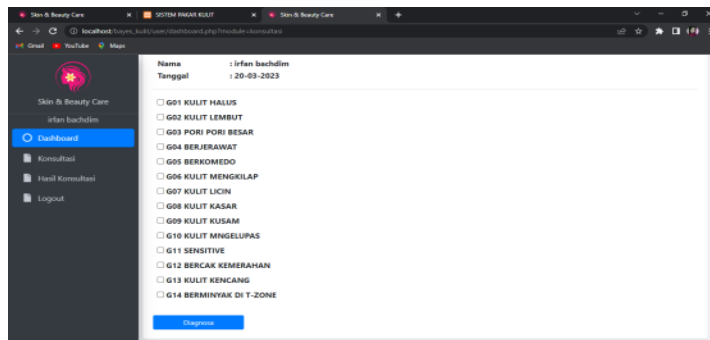 Skin & Beauty Care
SISTEM PAKAR KULIT
Skin & Beauty Care
localhost/bayes_kulit/user/dashboard.php?module=konsultasi
Gmail
YouTube
Maps
Skin & Beauty Care
irfan bachdim
Dashboard
Konsultasi
Hasil Konsultasi
Logout
Nama : irfan bachdim
Tanggal : 20-03-2023
G01 KULIT HALUS
G02 KULIT LEMBUT
G03 PORI PORI BESAR
G04 BERJERAWAT
G05 BERKOMEDO
G06 KULIT MENGKILAP
G07 KULIT LICIN
G08 KULIT KASAR
G09 KULIT KUSAM
G10 KULIT MNGELUPAS
G11 SENSITIVE
G12 BERCAK KEMERAHAN
G13 KULIT KENCANG
G14 BERMINYAK DI T-ZONE
Diagnosa